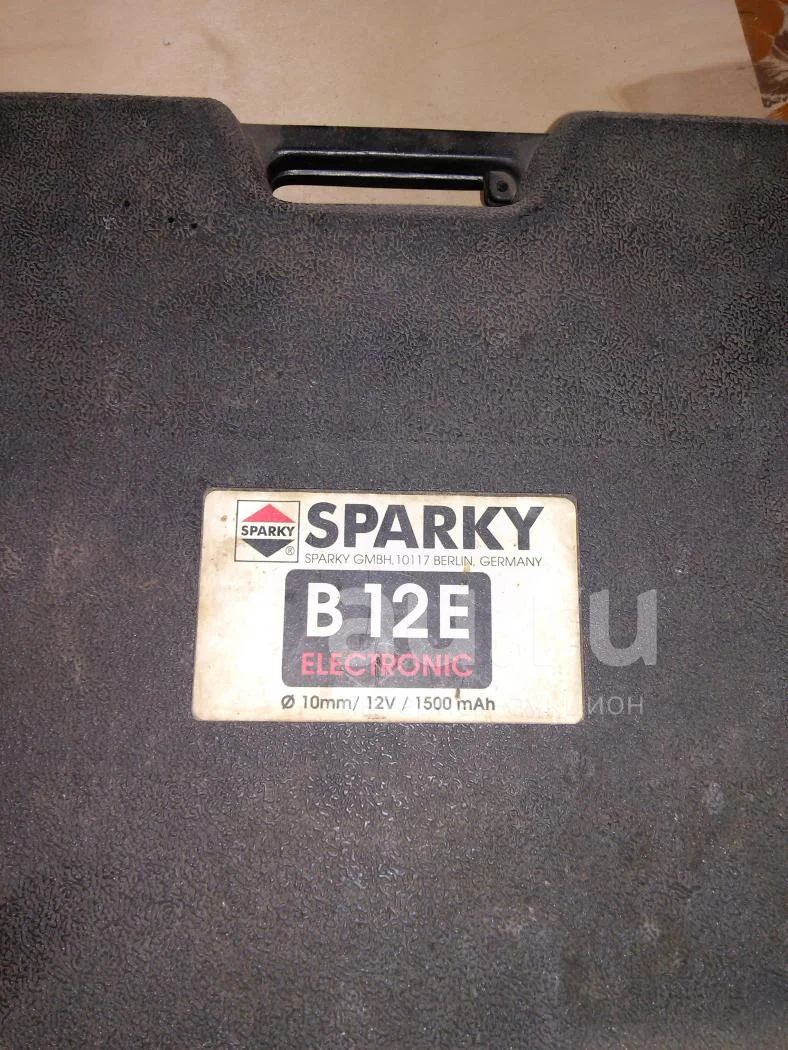 SPARKY
®
SPARKY
SPARKY GMBH, 10117 BERLIN, GERMANY
B 12E
ELECTRONIC
Ø 10mm/ 12V / 1500 mAh